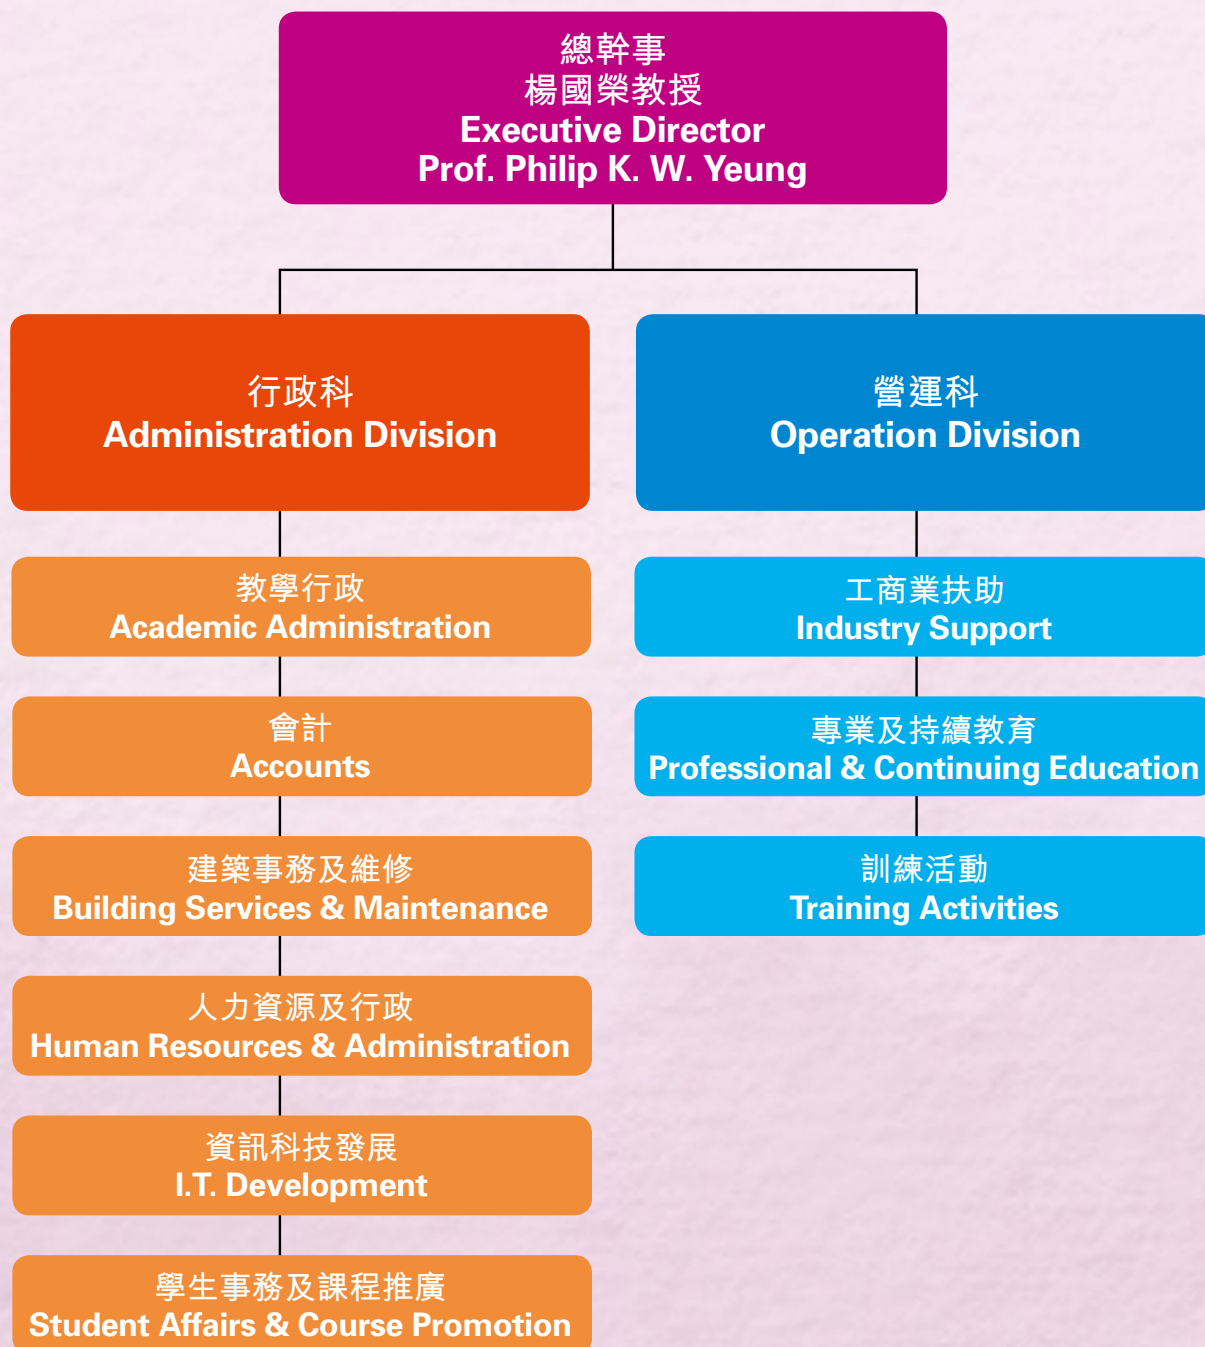 總幹事
楊國榮教授
Executive Director
Prof. Philip K. W. Yeung
行政科
Administration Division
教學行政
Academic Administration
會計
Accounts
建築事務及維修
Building Services & Maintenance
人力資源及行政
Human Resources & Administration
資訊科技發展
I.T. Development
學生事務及課程推廣
Student Affairs & Course Promotion
營運科
Operation Division
工商業扶助
Industry Support
專業及持續教育
Professional & Continuing Education
訓練活動
Training Activities